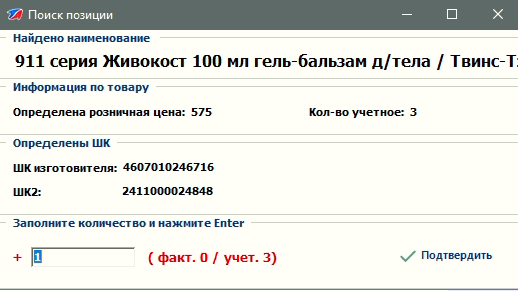 Поиск позиции
Найдено наименование
911 серия Живокост 100 мл гель-бальзам д/тела / Твинс-Т
Информация по товару
Определена розничная цена: 575 Кол-во учетное: 3
Определены ШК
ШК изготовителя: 4607010246716
ШК2: 2411000024848
Заполните количество и нажмите Enter
+ 1 ( факт. 0 / учет. 3) Подтвердить